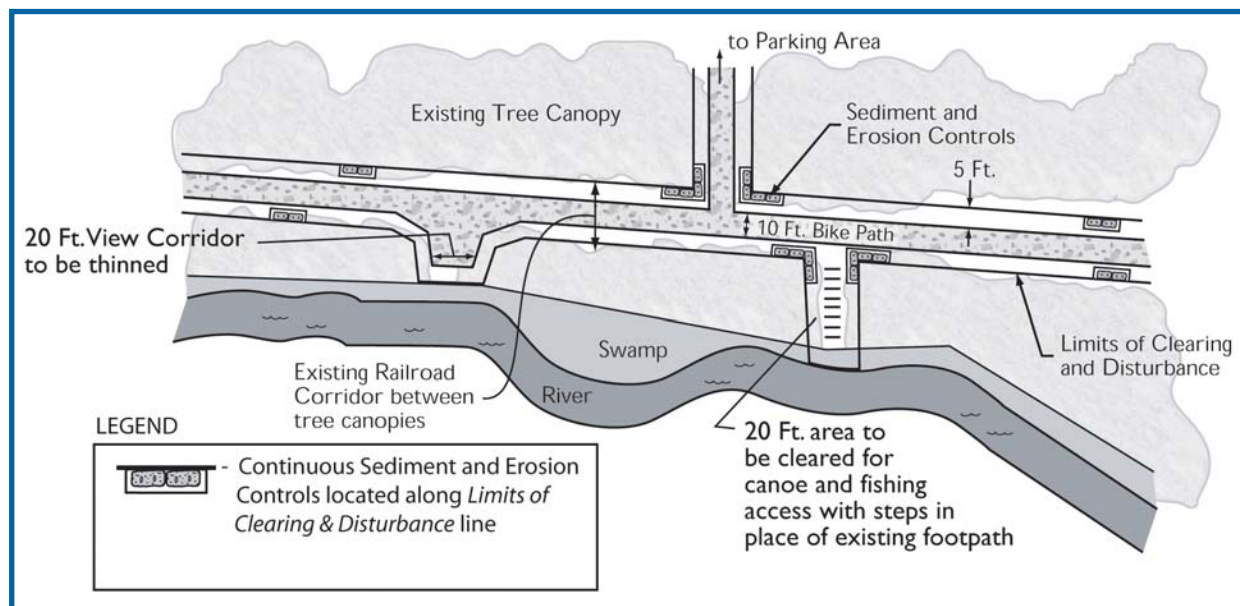 to Parking Area
Existing Tree Canopy
Sediment and
Erosion Controls
5 Ft.
10 Ft. Bike Path
20 Ft. View Corridor
to be thinned
Swamp
River
Existing Railroad
Corridor between
tree canopies
Limits of Clearing
and Disturbance
20 Ft. area to
be cleared for
canoe and fishing
access with steps in
place of existing footpath
LEGEND
- Continuous Sediment and Erosion
Controls located along Limits of
Clearing & Disturbance line